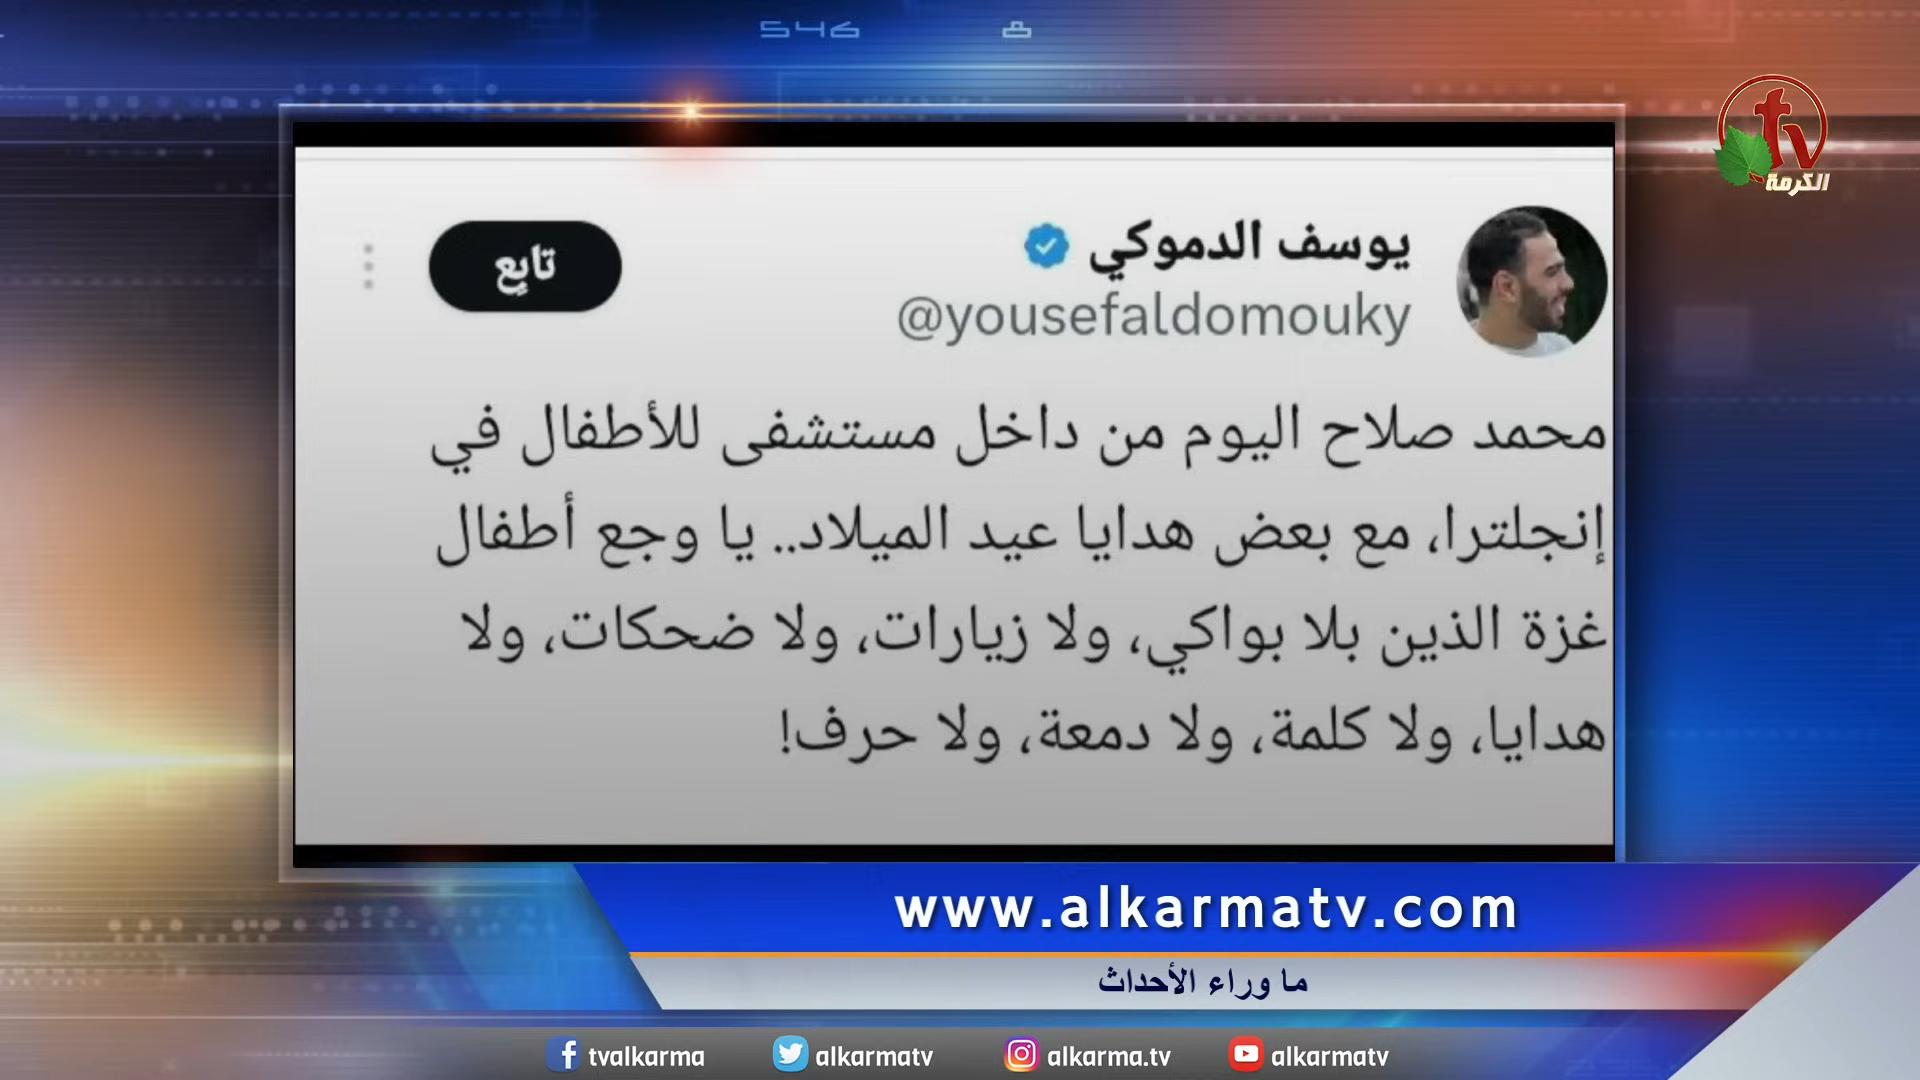 546
tv
الكرمة
يوسف الدموكي
تابِع
@yousefaldomouky
محمد صلاح اليوم من داخل مستشفى للأطفال في
إنجلترا، مع بعض هدايا عيد الميلاد.. يا وجع أطفال
غزة الذين بلا بواكي، ولا زيارات، ولا ضحكات، ولا
هدايا، ولا كلمة، ولا دمعة، ولا حرف!
www.alkarmatv.com
ما وراء الأحداث
tvalkarma
alkarmatv
alkarma.tv
alkarmatv